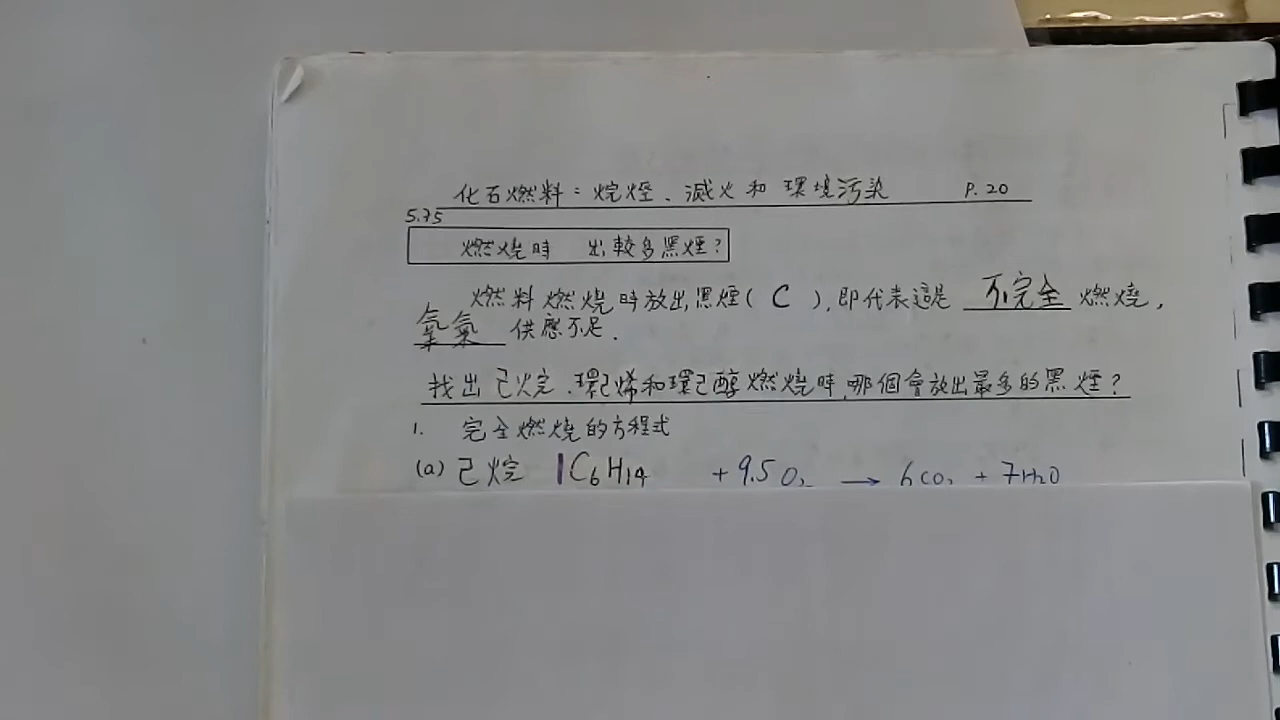 化石燃料：烷烴、滅火和環境污染 P.20
5.75
燃燒時 出較多黑煙？
燃料燃燒時放出黑煙( C )，即代表這是 不完全 燃燒，
氧氣 供應不足.
找出己烷、環己烯和環己醇燃燒時，哪個會放出最多的黑煙？
1. 完全燃燒的方程式
(a) 己烷 1C₆H₁₄ + 9.5O₂ → 6CO₂ + 7H₂O